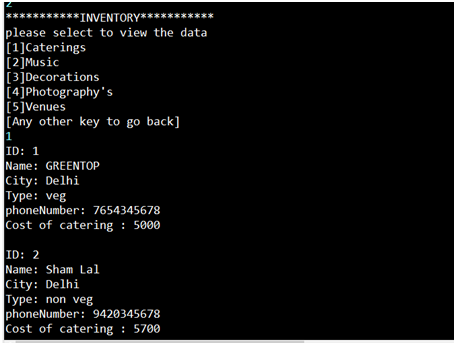 2
***********INVENTORY***********
please select to view the data
[1]Caterings
[2]Music
[3]Decorations
[4]Photography's
[5]Venues
[Any other key to go back]
1
ID: 1
Name: GREENTOP
City: Delhi
Type: veg
phoneNumber: 7654345678
Cost of catering : 5000
ID: 2
Name: Sham Lal
City: Delhi
Type: non veg
phoneNumber: 9420345678
Cost of catering : 5700